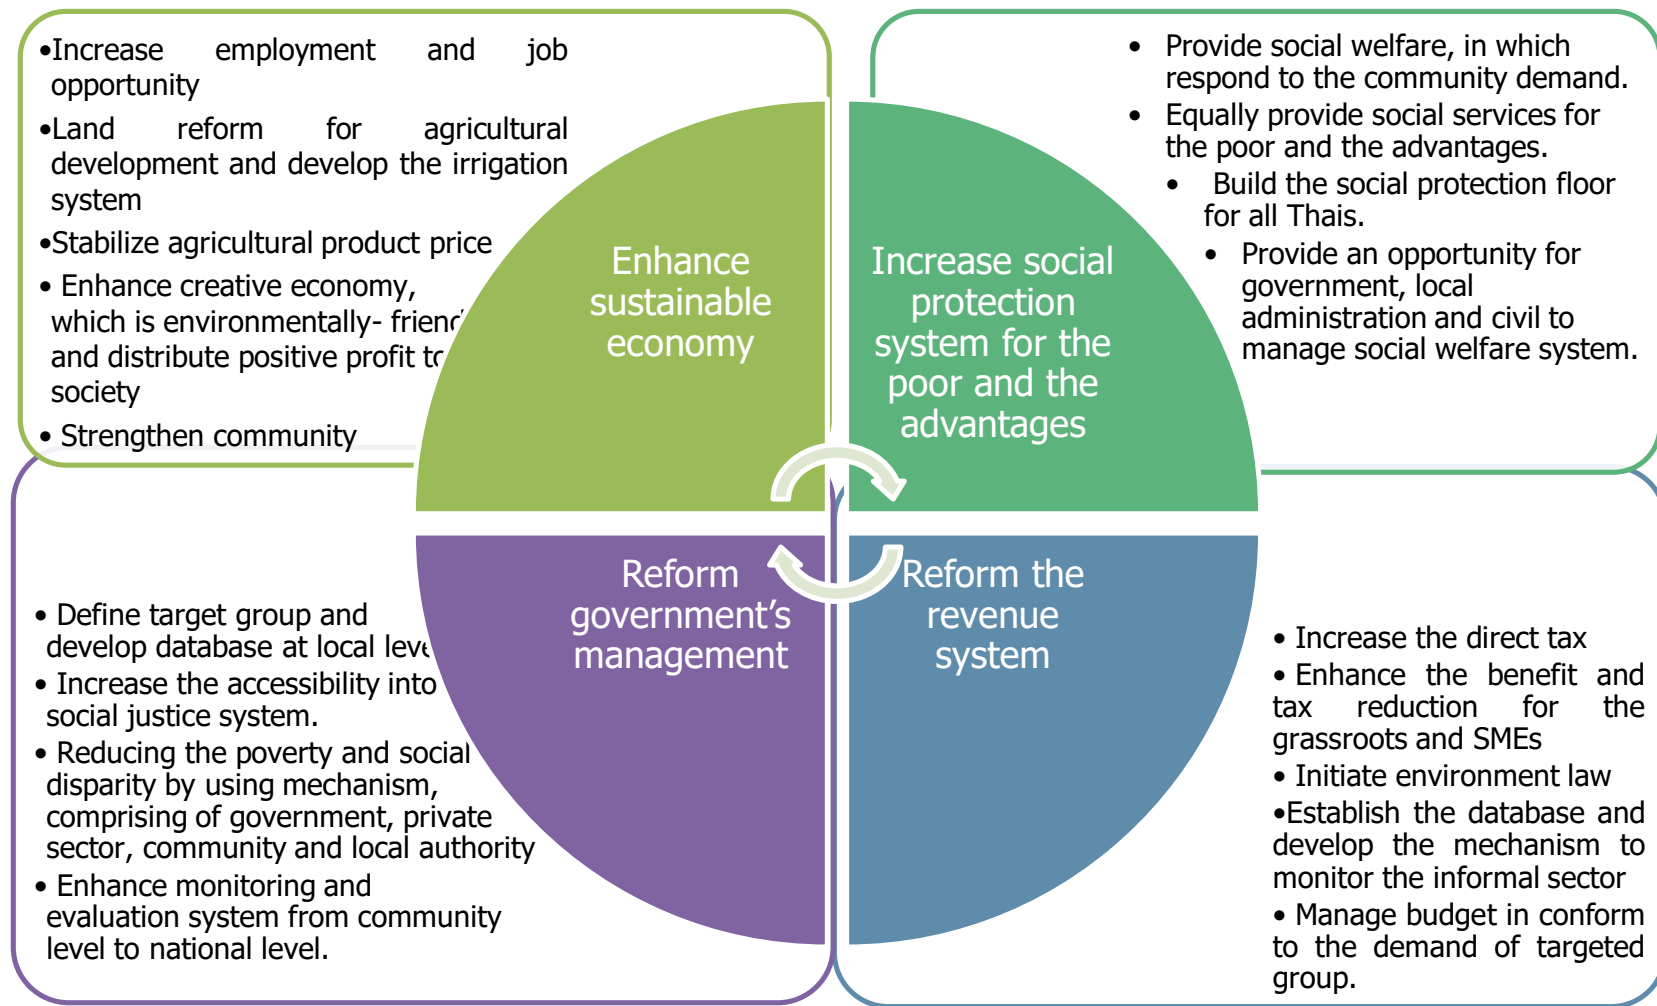 •Increase employment and job
opportunity
•Land reform for agricultural
development and develop the irrigation
system
•Stabilize agricultural product price
• Enhance creative economy,
which is environmentally- friend
and distribute positive profit to
society
• Strengthen community
Enhance
sustainable
economy
Increase social
protection
system for the
poor and the
advantages
• Provide social welfare, in which
respond to the community demand.
• Equally provide social services for
the poor and the advantages.
• Build the social protection floor
for all Thais.
• Provide an opportunity for
government, local
administration and civil to
manage social welfare system.
• Define target group and
develop database at local leve
• Increase the accessibility into
social justice system.
• Reducing the poverty and social
disparity by using mechanism,
comprising of government, private
sector, community and local authority
• Enhance monitoring and
evaluation system from community
level to national level.
Reform
government’s
management
Reform the
revenue
system
• Increase the direct tax
• Enhance the benefit and
tax reduction for the
grassroots and SMEs
• Initiate environment law
•Establish the database and
develop the mechanism to
monitor the informal sector
• Manage budget in conform
to the demand of targeted
group.